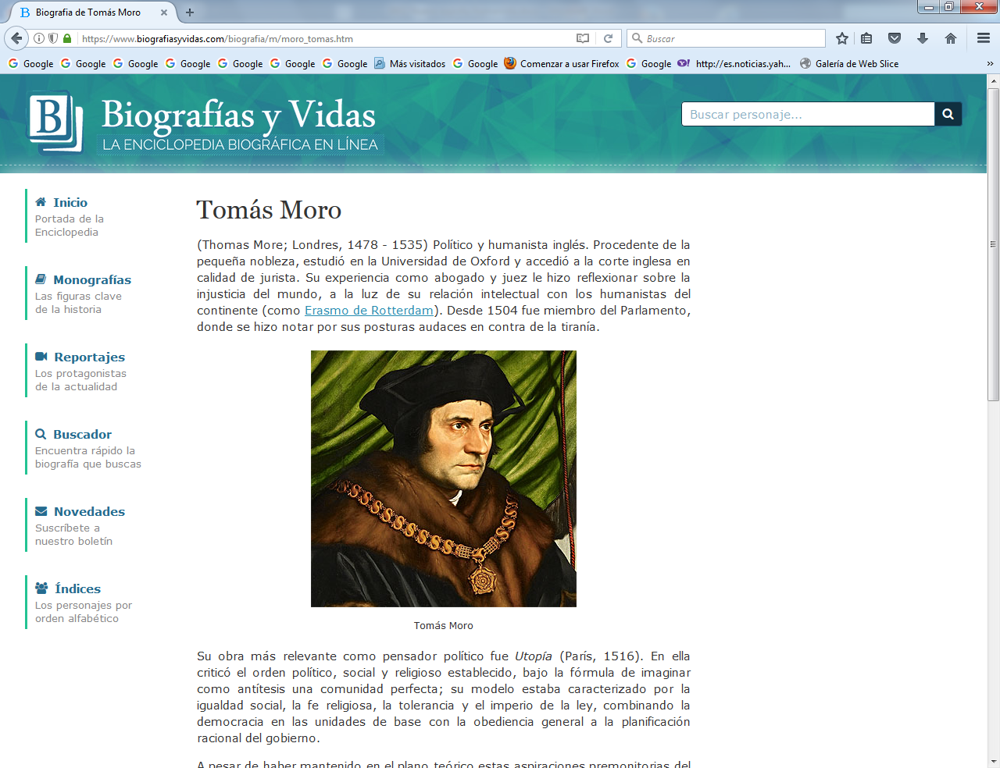 Biografia de Tomás Moro
https://www.biografiasyvidas.com/biografia/m/moro_tomas.htm
Buscar
Google Google Google Google Google Google Google Más visitados Google Comenzar a usar Firefox Google http://es.noticias.yah... Galería de Web Slice »
B Biografías y Vidas
LA ENCICLOPEDIA BIOGRÁFICA EN LÍNEA
Buscar personaje...
Inicio
Portada de la
Enciclopedia
Monografías
Las figuras clave
de la historia
Reportajes
Los protagonistas
de la actualidad
Buscador
Encuentra rápido la
biografía que buscas
Novedades
Suscríbete a
nuestro boletín
Índices
Los personajes por
orden alfabético
Tomás Moro
(Thomas More; Londres, 1478 - 1535) Político y humanista inglés. Procedente de la
pequeña nobleza, estudió en la Universidad de Oxford y accedió a la corte inglesa en
calidad de jurista. Su experiencia como abogado y juez le hizo reflexionar sobre la
injusticia del mundo, a la luz de su relación intelectual con los humanistas del
continente (como Erasmo de Rotterdam). Desde 1504 fue miembro del Parlamento,
donde se hizo notar por sus posturas audaces en contra de la tiranía.
Tomás Moro
Su obra más relevante como pensador político fue Utopía (París, 1516). En ella
criticó el orden político, social y religioso establecido, bajo la fórmula de imaginar
como antítesis una comunidad perfecta; su modelo estaba caracterizado por la
igualdad social, la fe religiosa, la tolerancia y el imperio de la ley, combinando la
democracia en las unidades de base con la obediencia general a la planificación
racional del gobierno.
A pesar de haber mantenido en el plano teórico estas aspiraciones premonitorias del